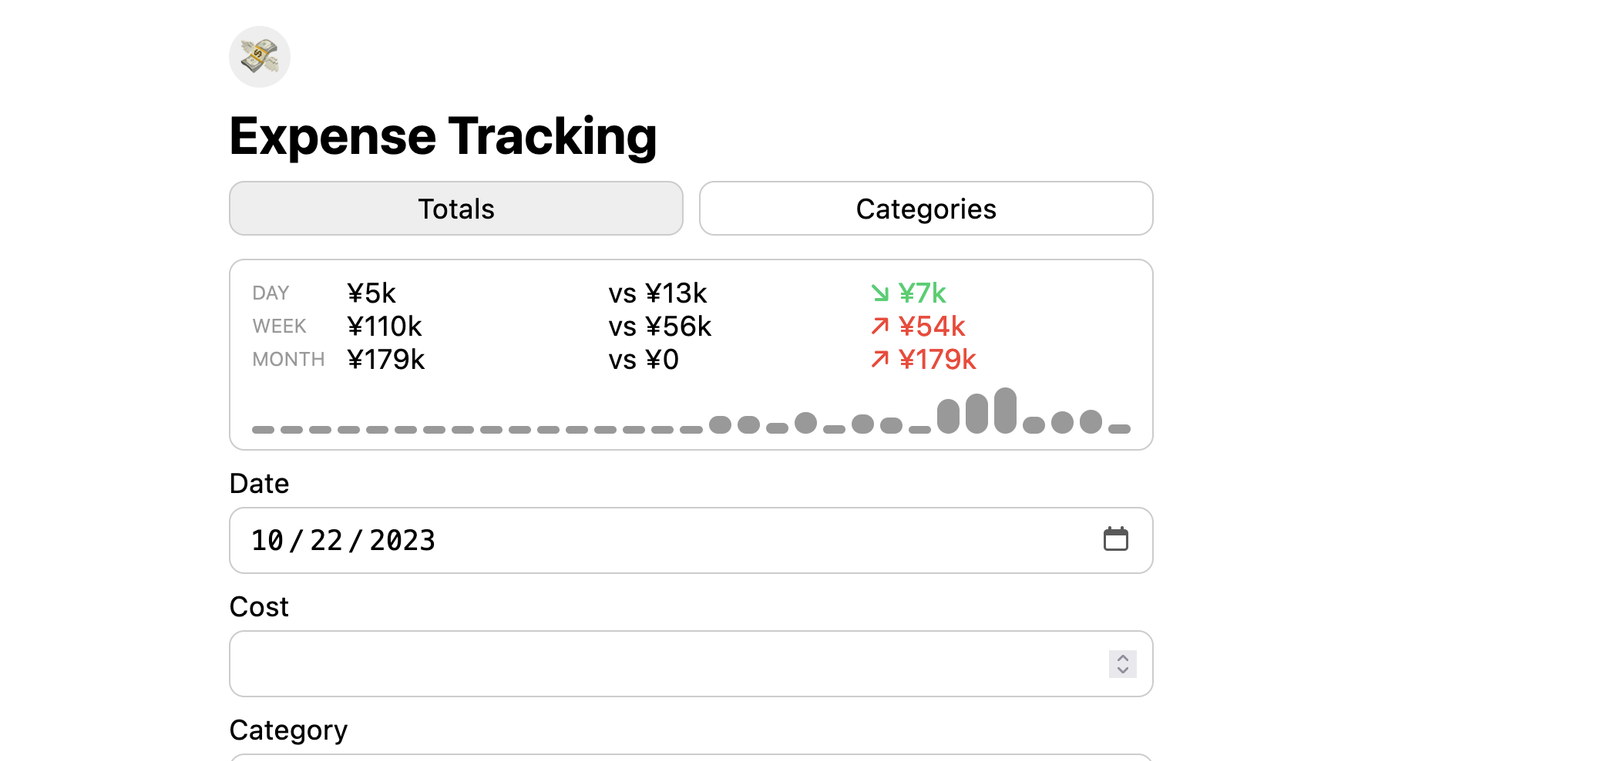 Expense Tracking
Totals Categories
DAY ¥5k vs ¥13k ↘ ¥7k
WEEK ¥110k vs ¥56k ↗ ¥54k
MONTH ¥179k vs ¥0 ↗ ¥179k
Date
10/22/2023
Cost
Category